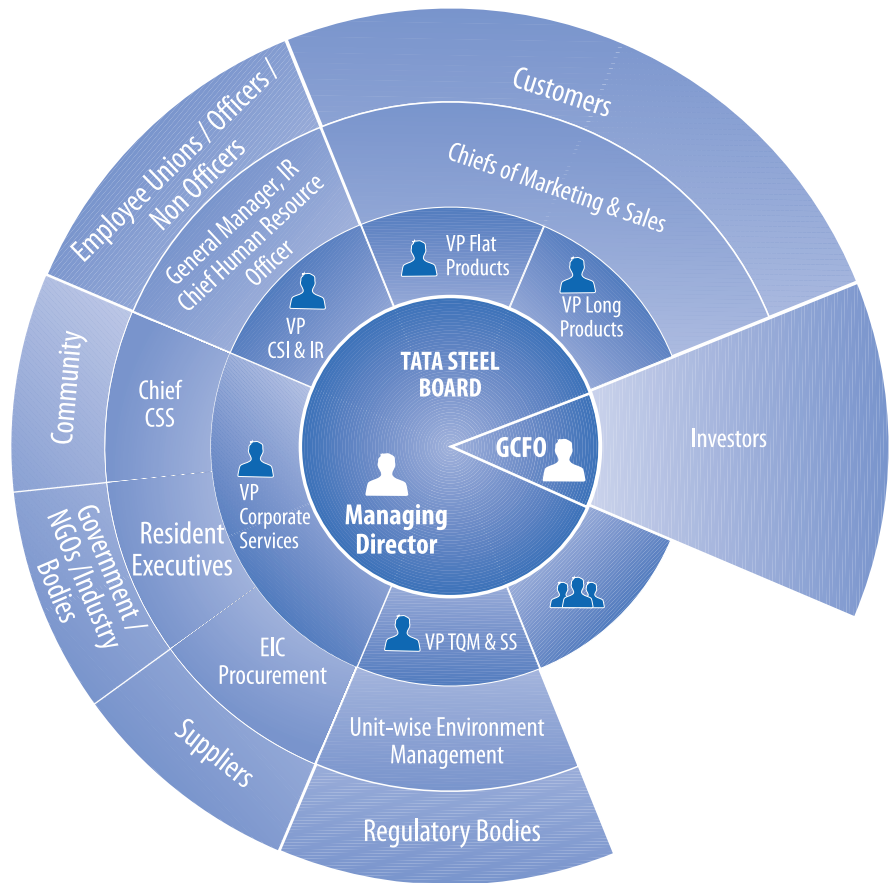 Customers
Chiefs of Marketing & Sales
Employee Unions / Officers /
Non Officers
General Manager, IR
Chief Human Resource
Officer
VP Flat
Products
VP Long
Products
VP
CSI & IR
TATA STEEL
BOARD
GCFO
Investors
Managing
Director
Community
Chief
CSS
VP
Corporate
Services
Government /
NGOs /Industry
Bodies
Resident
Executives
EIC
Procurement
Suppliers
VP TQM & SS
Unit-wise Environment
Management
Regulatory Bodies